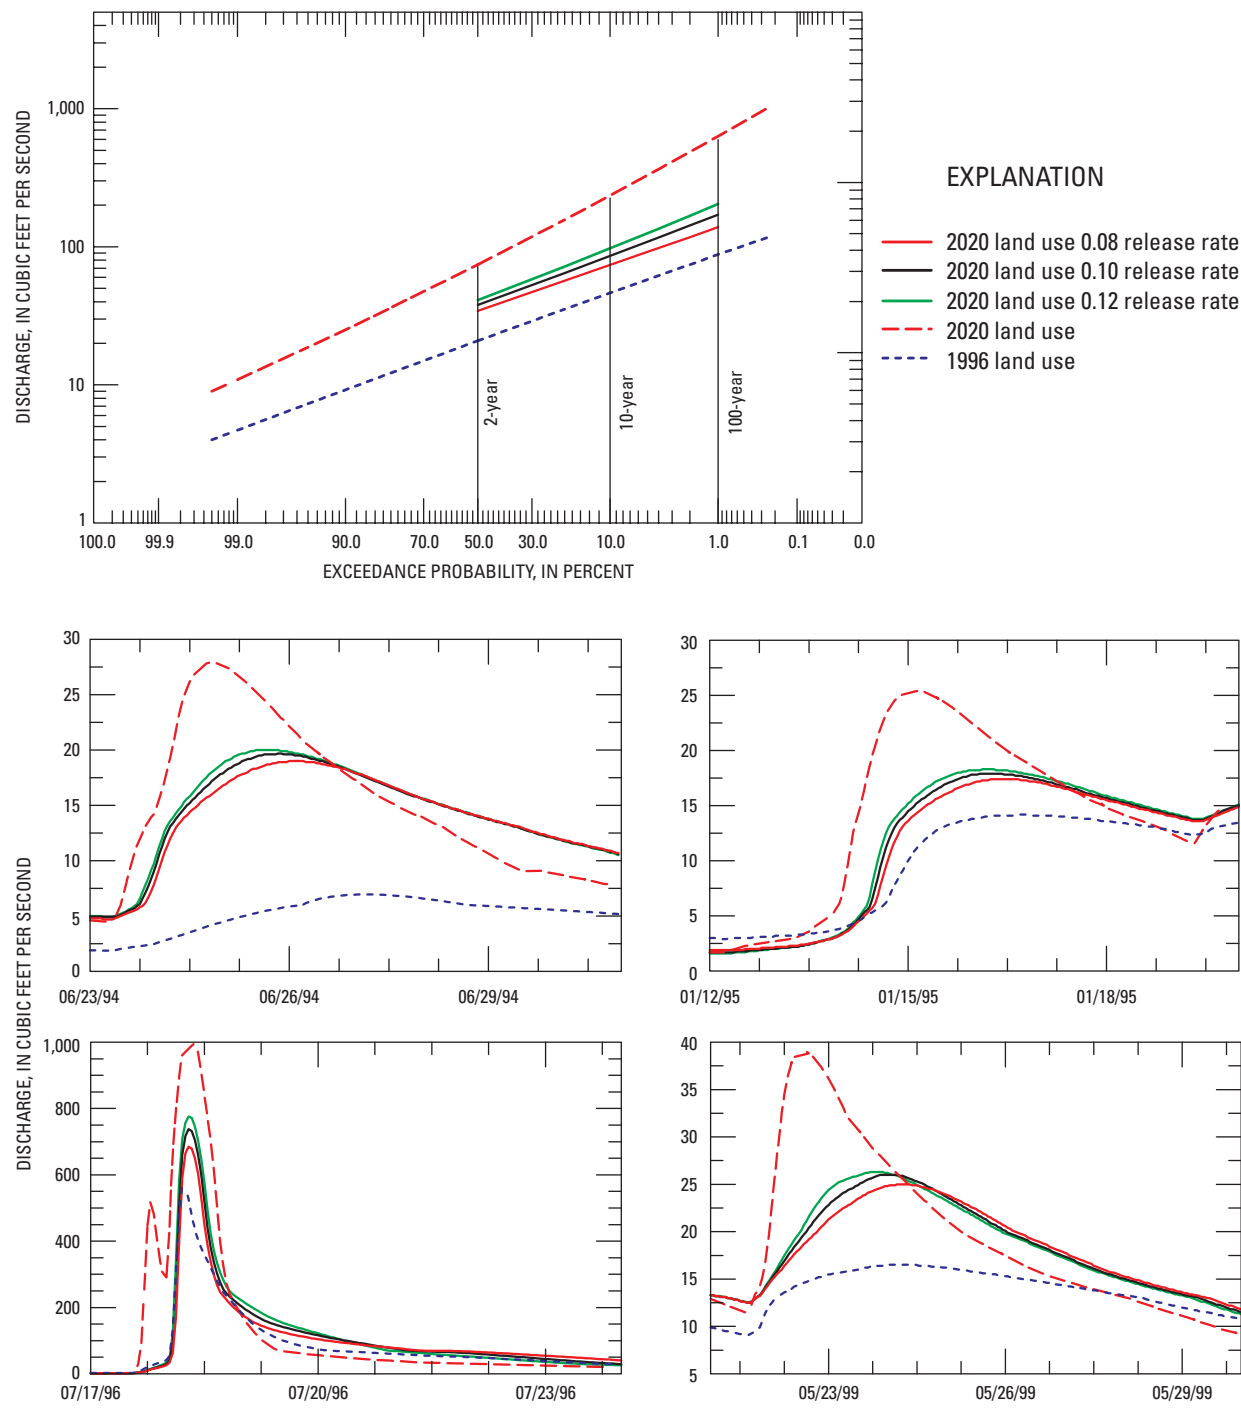 DISCHARGE, IN CUBIC FEET PER SECOND
1,000
100
10
1
100.0 99.9 99.0 90.0 70.0 50.0 30.0 10.0 1.0 0.1 0.0
EXCEEDANCE PROBABILITY, IN PERCENT
2-year
10-year
100-year
EXPLANATION
2020 land use 0.08 release rate
2020 land use 0.10 release rate
2020 land use 0.12 release rate
2020 land use
1996 land use
DISCHARGE, IN CUBIC FEET PER SECOND
30
25
20
15
10
5
0
06/23/94 06/26/94 06/29/94
30
25
20
15
10
5
0
01/12/95 01/15/95 01/18/95
1,000
800
600
400
200
0
07/17/96 07/20/96 07/23/96
40
35
30
25
20
15
10
5
05/23/99 05/26/99 05/29/99